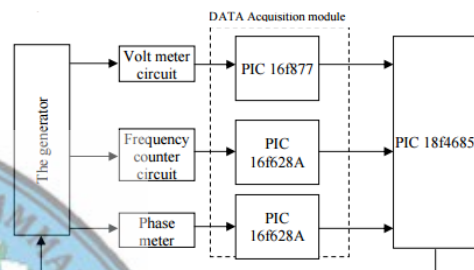 DATA Acquisition module
The generator
Volt meter
circuit
PIC 16f877
PIC 18f4685
Frequency
counter
circuit
PIC
16f628A
Phase
meter
PIC
16f628A